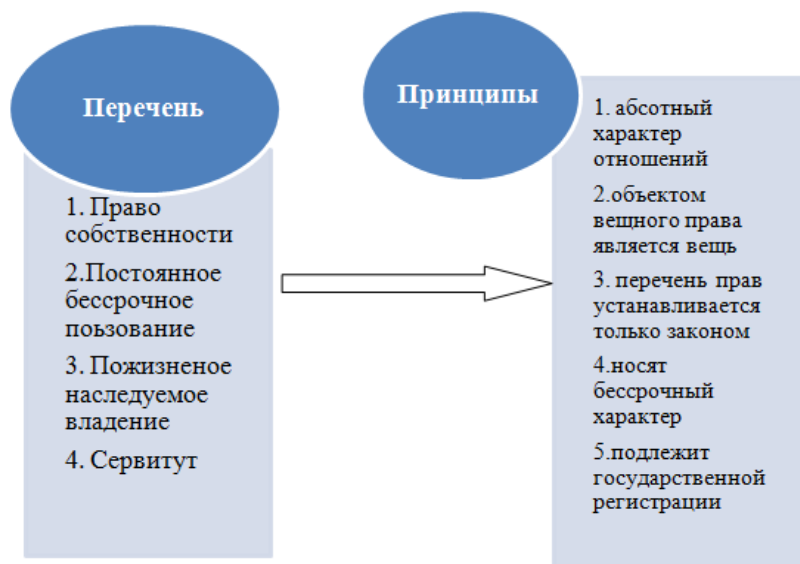 Перечень
1. Право
собственности
2.Постоянное
бессрочное
поьзование
3. Пожизненое
наследуемое
владение
4. Сервитут
Принципы
1. абсотный
характер
отношений
2.объектом
вещного права
является вещь
3. перечень прав
устанавливается
только законом
4.носят
бессрочный
характер
5.подлежит
государственной
регистрации